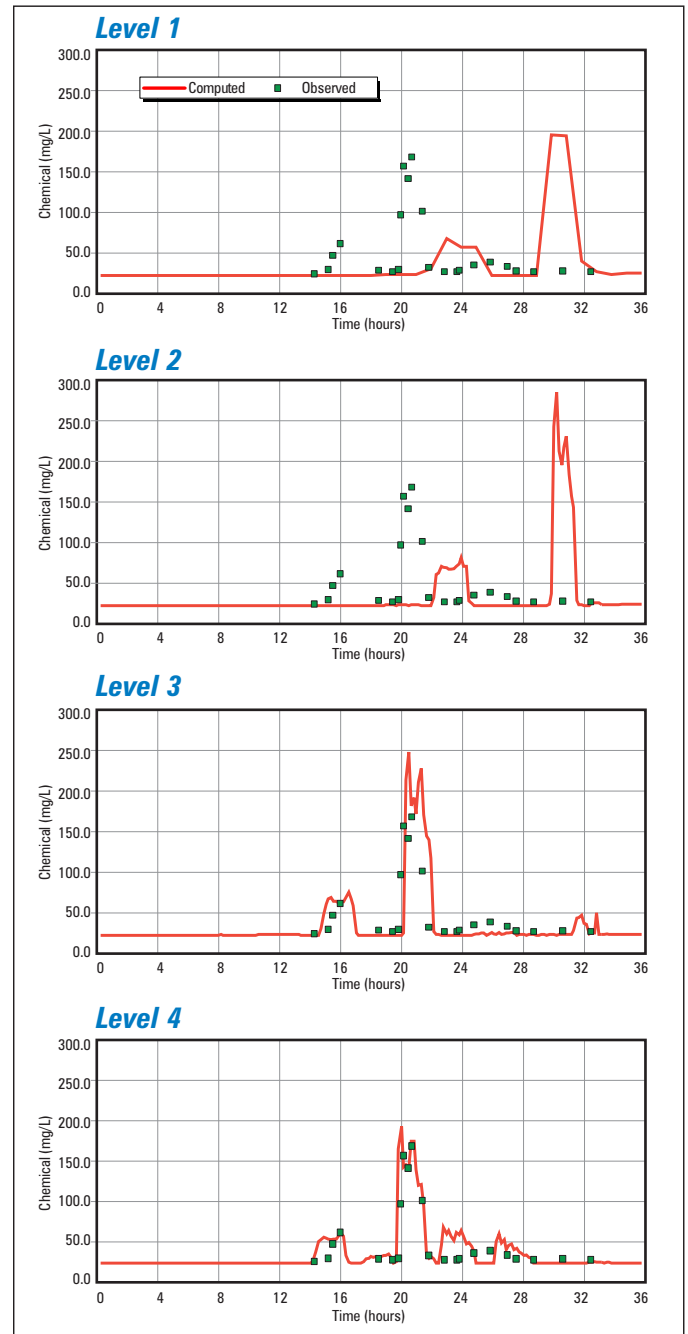 Level 1
300.0
250.0
200.0
150.0
100.0
50.0
0.0
Chemical (mg/L)
Computed Observed
0 4 8 12 16 20 24 28 32 36
Time (hours)
Level 2
300.0
250.0
200.0
150.0
100.0
50.0
0.0
Chemical (mg/L)
0 4 8 12 16 20 24 28 32 36
Time (hours)
Level 3
300.0
250.0
200.0
150.0
100.0
50.0
0.0
Chemical (mg/L)
0 4 8 12 16 20 24 28 32 36
Time (hours)
Level 4
300.0
250.0
200.0
150.0
100.0
50.0
0.0
Chemical (mg/L)
0 4 8 12 16 20 24 28 32 36
Time (hours)